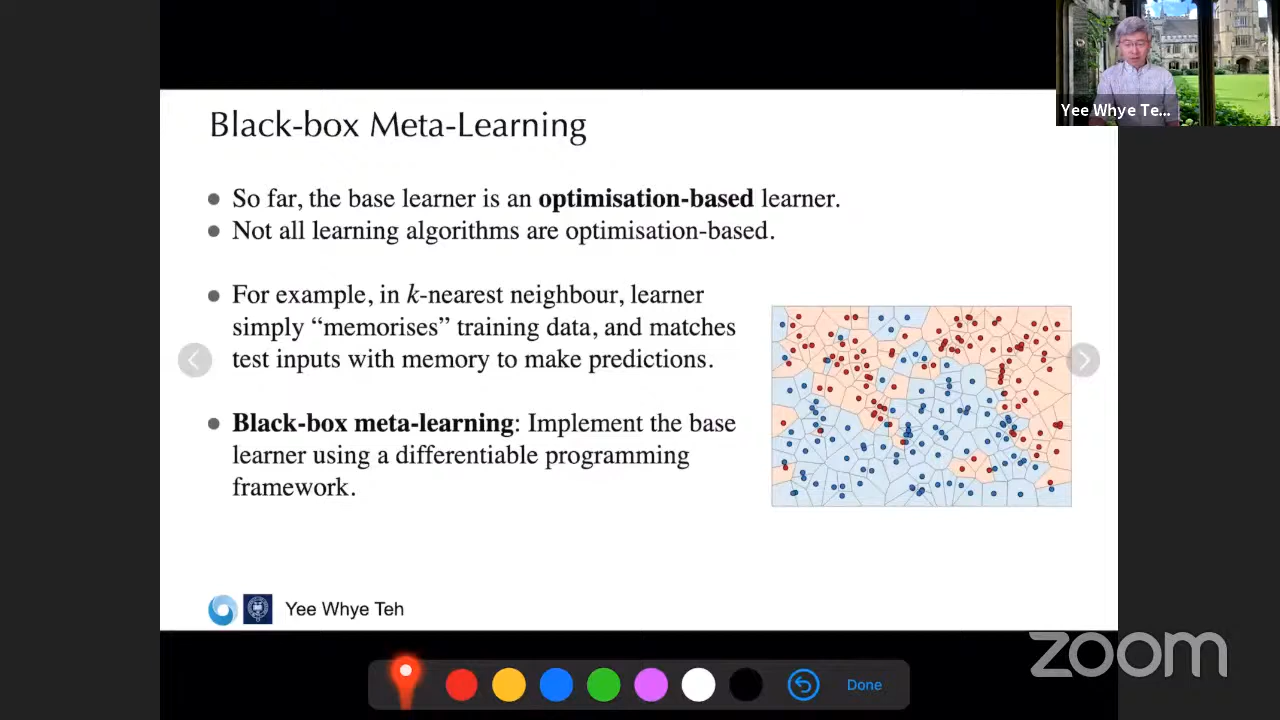 Yee Whye Te...
Black-box Meta-Learning
So far, the base learner is an optimisation-based learner.
Not all learning algorithms are optimisation-based.
For example, in k-nearest neighbour, learner
simply “memorises” training data, and matches
test inputs with memory to make predictions.
Black-box meta-learning: Implement the base
learner using a differentiable programming
framework.
Yee Whye Teh
zoom
Done